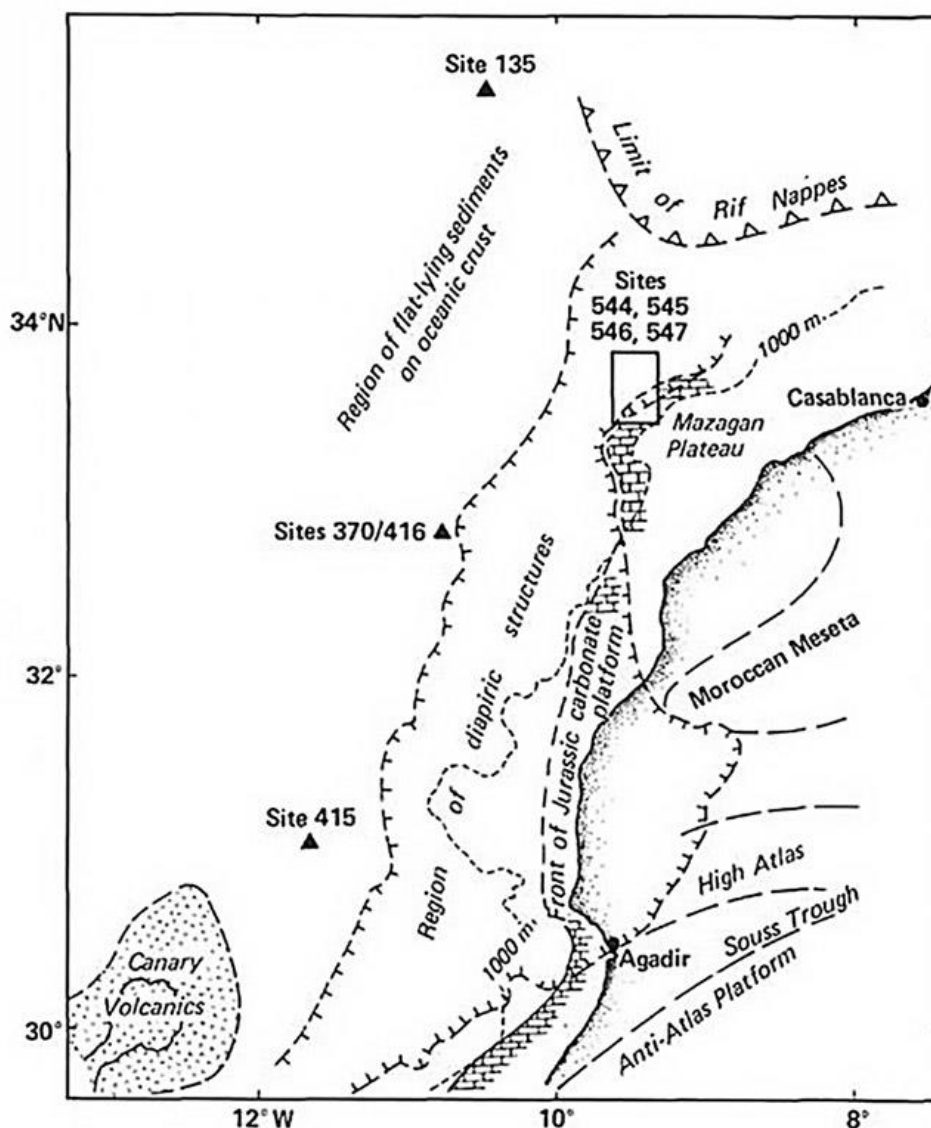 Site 135
Limit of Rif Nappes
Region of flat-lying sediments
on oceanic crust
Sites
544, 545
546, 547
34°N
1000 m.
Casablanca
Mazagan
Plateau
Sites 370/416
Region of diapiric structures
Front of Jurassic carbonate
platform
32°
Moroccan Meseta
Site 415
High Atlas
Souss Trough
Anti-Atlas Platform
1000 m.
Agadir
Canary
Volcanics
30°
12°W
10°
8°